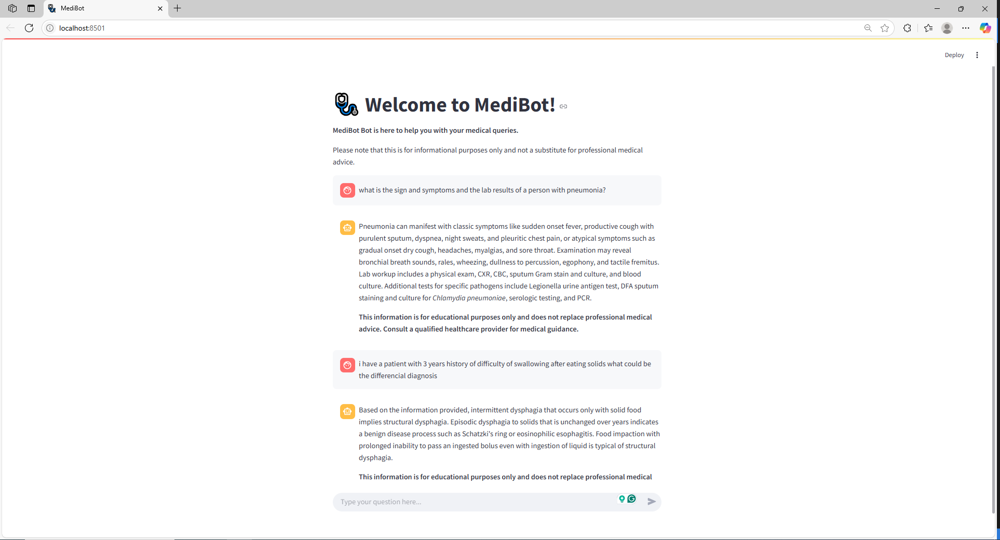 MediBot
localhost:8501
Deploy
Welcome to MediBot!
MediBot Bot is here to help you with your medical queries.
Please note that this is for informational purposes only and not a substitute for professional medical
advice.
what is the sign and symptoms and the lab results of a person with pneumonia?
Pneumonia can manifest with classic symptoms like sudden onset fever, productive cough with
purulent sputum, dyspnea, night sweats, and pleuritic chest pain, or atypical symptoms such as
gradual onset dry cough, headaches, myalgias, and sore throat. Examination may reveal
bronchial breath sounds, rales, wheezing, dullness to percussion, egophony, and tactile fremitus.
Lab workup includes a physical exam, CXR, CBC, sputum Gram stain and culture, and blood
culture. Additional tests for specific pathogens include Legionella urine antigen test, DFA sputum
staining and culture for Chlamydia pneumoniae, serologic testing, and PCR.
This information is for educational purposes only and does not replace professional medical
advice. Consult a qualified healthcare provider for medical guidance.
i have a patient with 3 years history of difficulty of swallowing after eating solids what could be
the differencial diagnosis
Based on the information provided, intermittent dysphagia that occurs only with solid food
implies structural dysphagia. Episodic dysphagia to solids that is unchanged over years indicates
a benign disease process such as Schatzki's ring or eosinophilic esophagitis. Food impaction with
prolonged inability to pass an ingested bolus even with ingestion of liquid is typical of structural
dysphagia.
This information is for educational purposes only and does not replace professional medical
Type your question here...